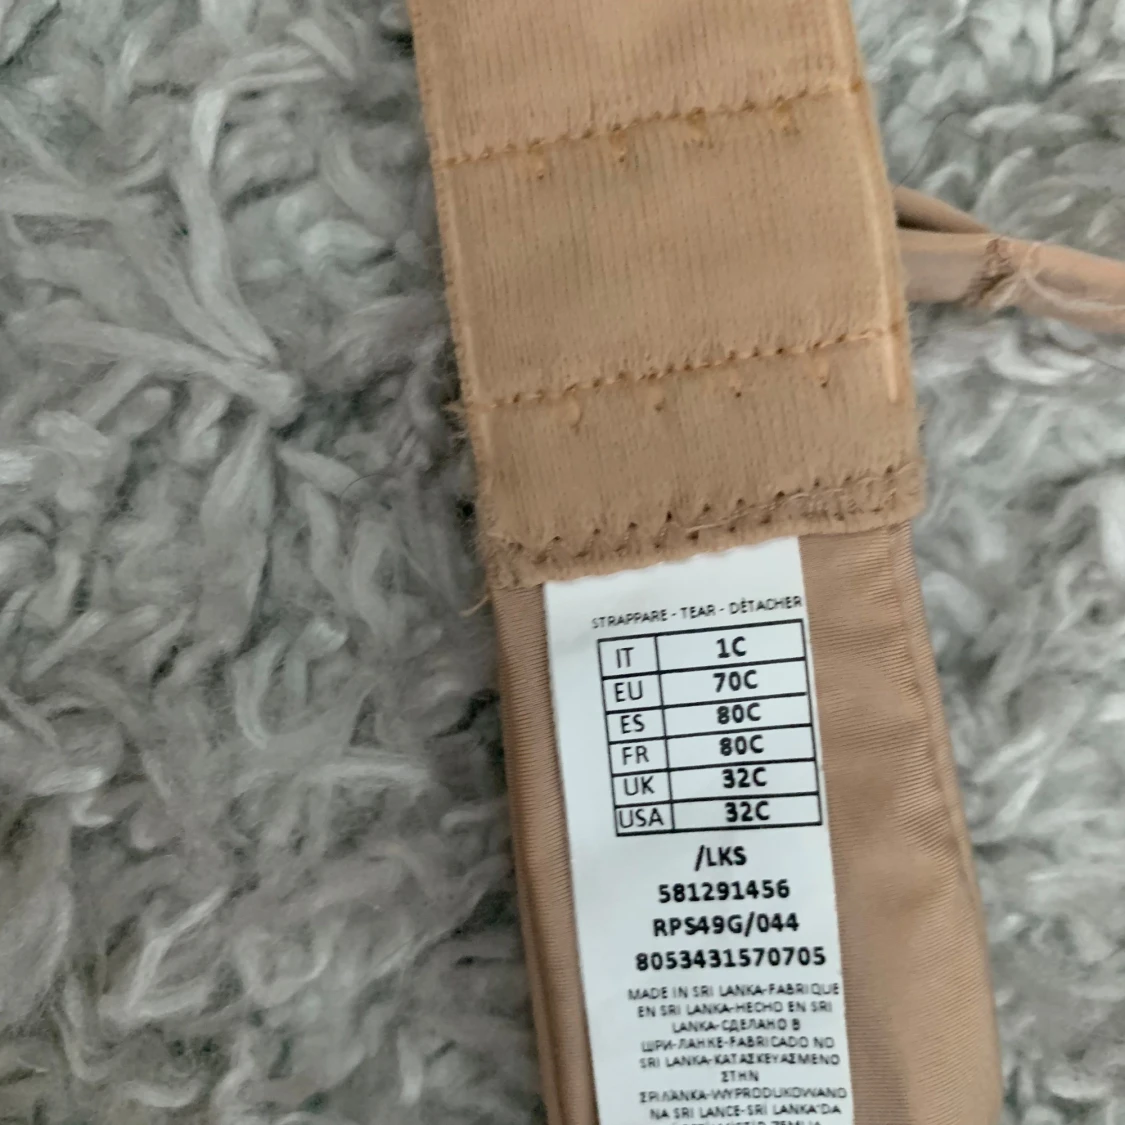 STRAPPARE - TEAR - DÉTACHER
IT 1C
EU 70C
ES 80C
FR 80C
UK 32C
USA 32C
/LKS
581291456
RPS49G/044
8053431570705
MADE IN SRI LANKA-FABRIQUE
EN SRI LANKA-HECHO EN SRI
LANKA-СДЕЛАНО В
ШРИ-ЛАНКЕ-FABRICADO NO
SRI LANKA-ΚΑΤΑΣΚΕΥΑΣΜΕΝΟ
ΣΤΗΝ
ΣΡΙ ΛΑΝΚΑ-WYPRODUKOWANO
NA SRI LANCE-SRİ LANKA'DA